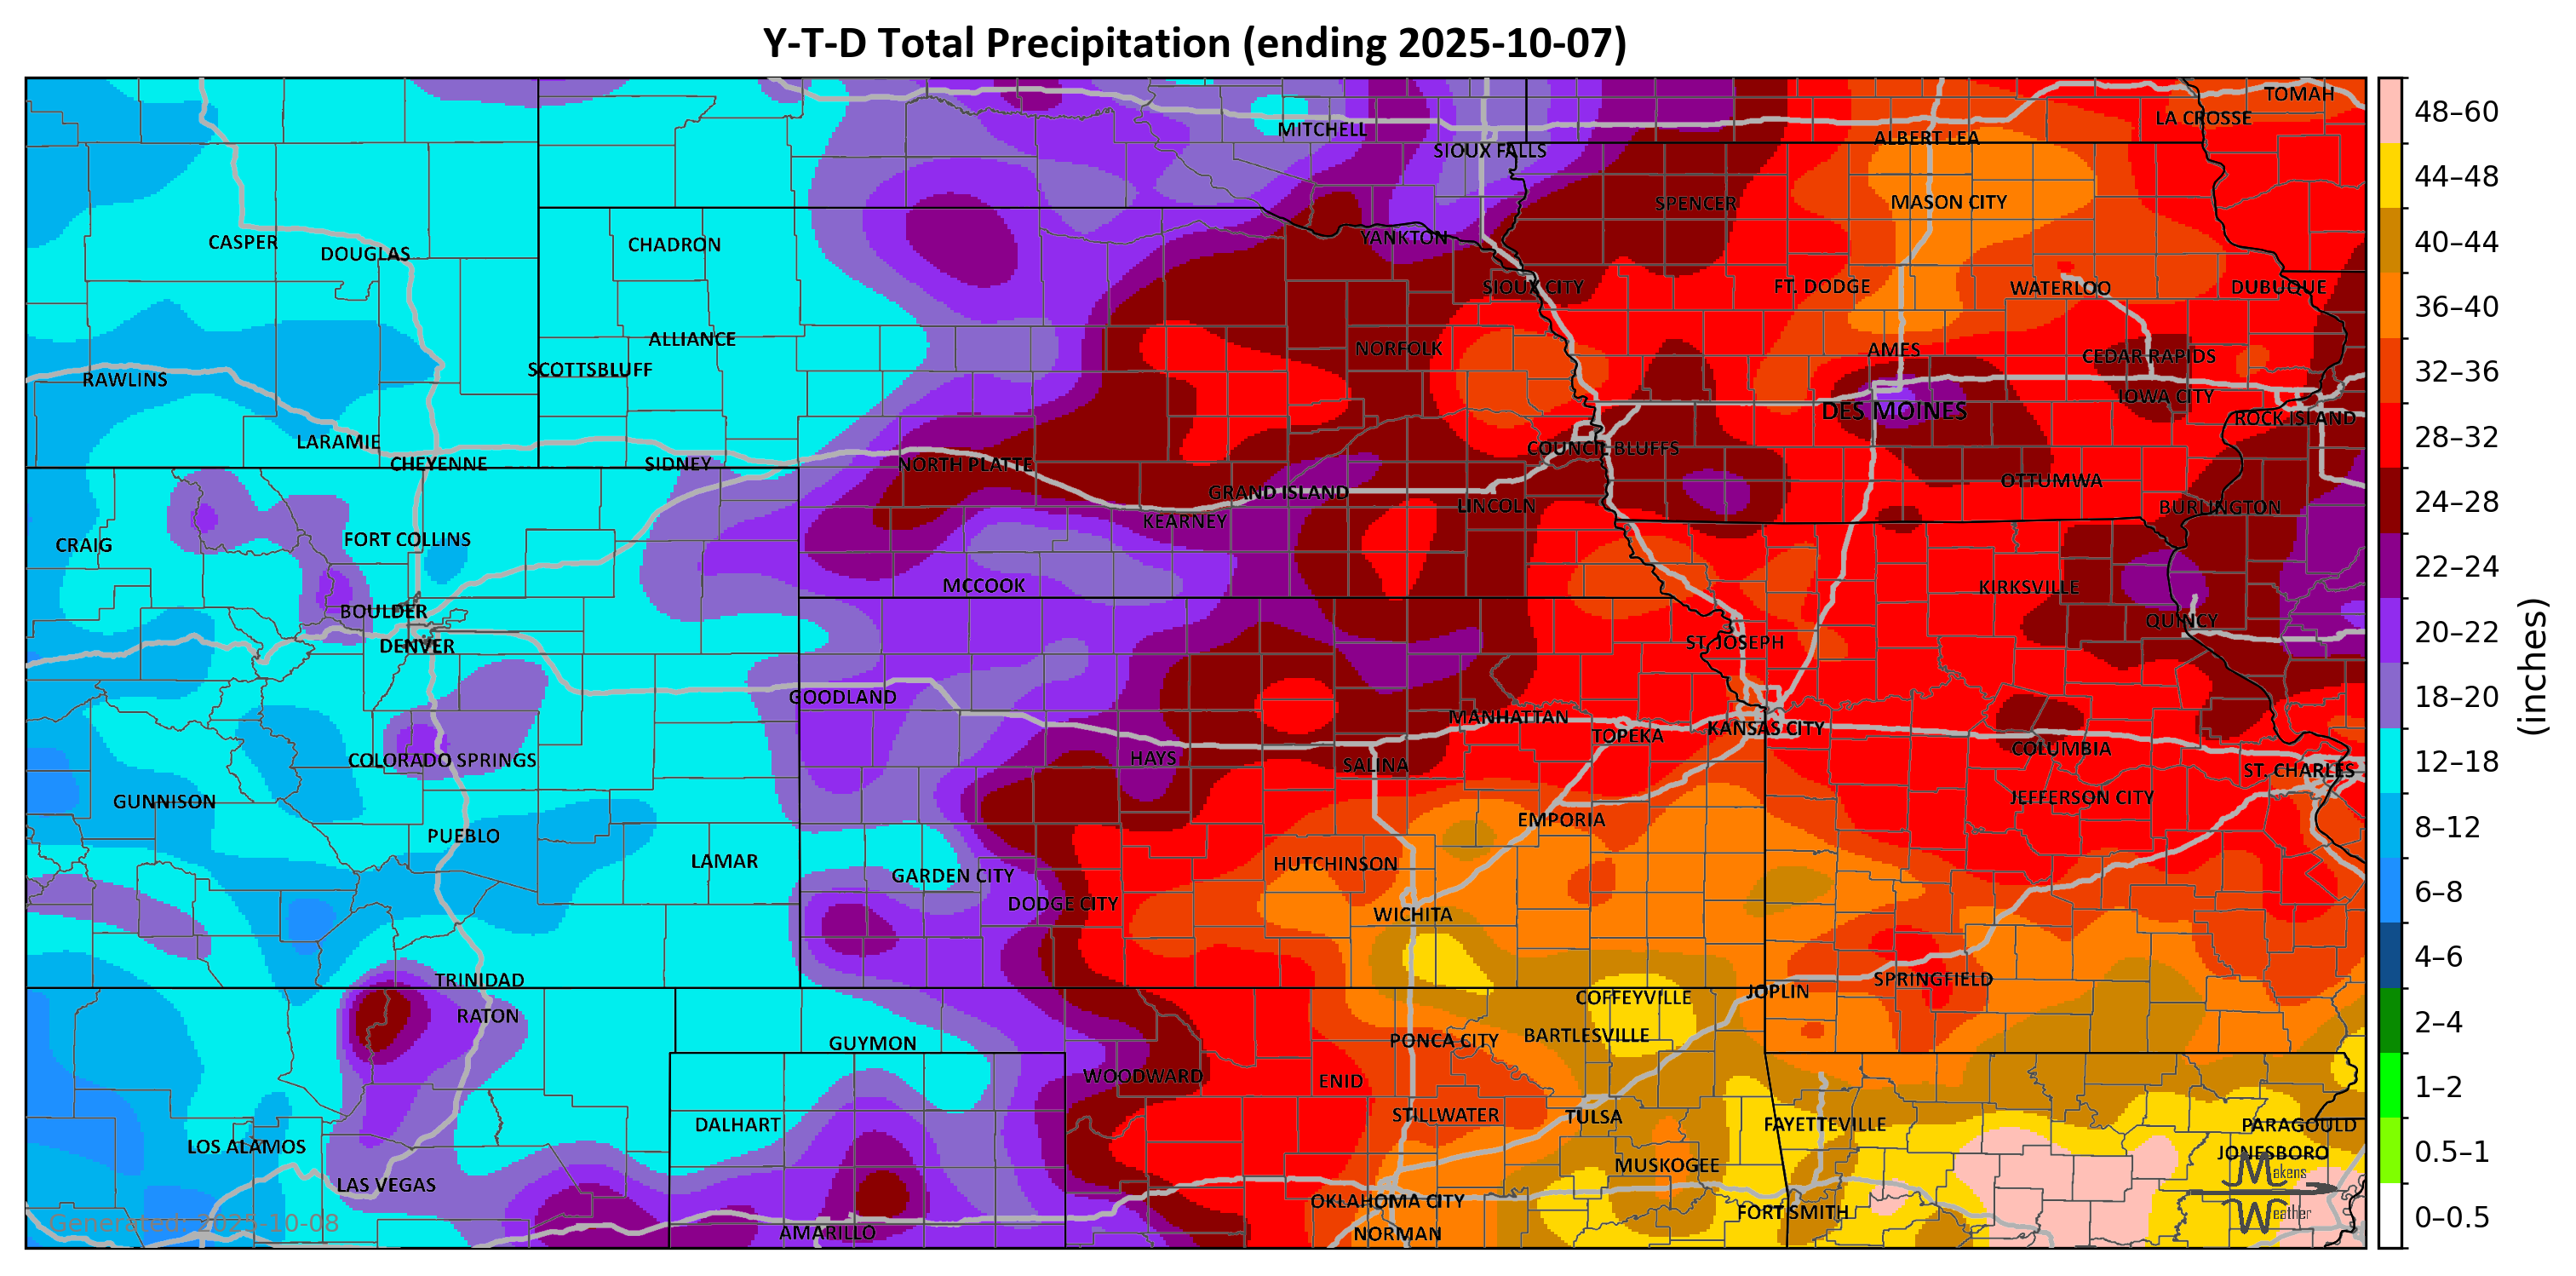 Y-T-D Total Precipitation (ending 2025-10-07)
TOMAH
LA CROSSE
MITCHELL
ALBERT LEA
SIOUX FALLS
SPENCER
MASON CITY
CASPER
DOUGLAS
CHADRON
YANKTON
SIOUX CITY
FT. DODGE
WATERLOO
DUBUQUE
ALLIANCE
NORFOLK
AMES
CEDAR RAPIDS
SCOTTSBLUFF
RAWLINS
IOWA CITY
DES MOINES
ROCK ISLAND
LARAMIE
CHEYENNE
SIDNEY
NORTH PLATTE
COUNCIL BLUFFS
GRAND ISLAND
LINCOLN
OTTUMWA
BURLINGTON
KEARNEY
CRAIG
FORT COLLINS
MCCOOK
KIRKSVILLE
BOULDER
QUINCY
DENVER
ST. JOSEPH
GOODLAND
MANHATTAN
TOPEKA
KANSAS CITY
COLUMBIA
COLORADO SPRINGS
HAYS
SALINA
ST. CHARLES
GUNNISON
JEFFERSON CITY
PUEBLO
EMPORIA
LAMAR
HUTCHINSON
GARDEN CITY
DODGE CITY
WICHITA
TRINIDAD
SPRINGFIELD
COFFEYVILLE
JOPLIN
RATON
GUYMON
PONCA CITY
BARTLESVILLE
WOODWARD
ENID
DALHART
STILLWATER
TULSA
FAYETTEVILLE
PARAGOULD
LOS ALAMOS
JONESBORO
MUSKOGEE
LAS VEGAS
OKLAHOMA CITY
FORT SMITH
AMARILLO
NORMAN
Generated: 2025-10-08
Makens
Weather
48–60
44–48
40–44
36–40
32–36
28–32
24–28
22–24
20–22
18–20
12–18
8–12
6–8
4–6
2–4
1–2
0.5–1
0–0.5
(inches)